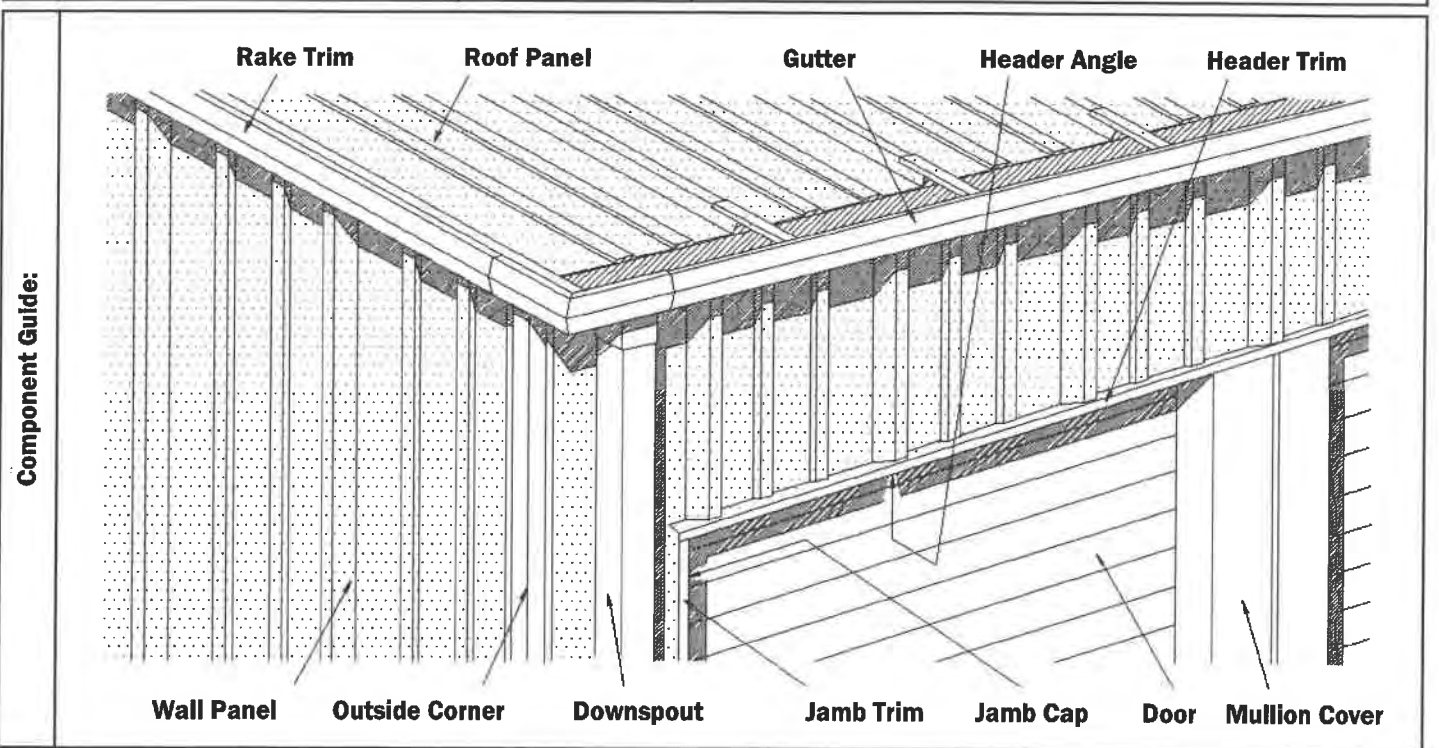 Component Guide:
Rake Trim Roof Panel Gutter Header Angle Header Trim
Wall Panel Outside Corner Downspout Jamb Trim Jamb Cap Door Mullion Cover